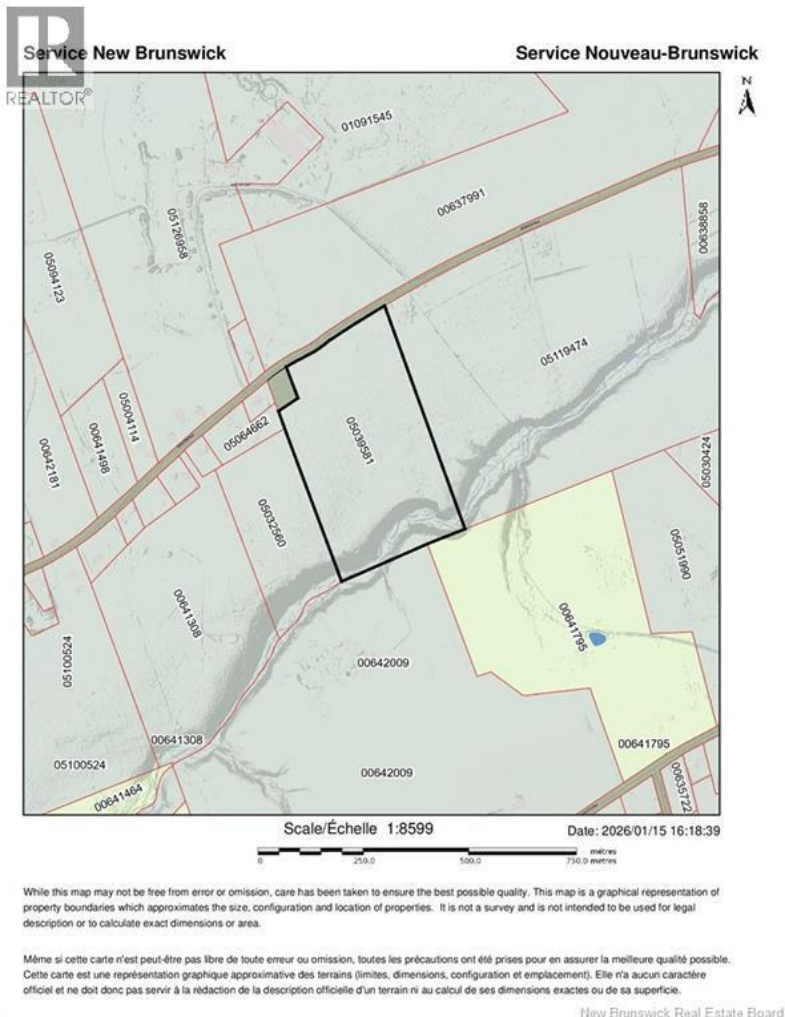 REALTOR®
Service New Brunswick
Service Nouveau-Brunswick
N
01091545
00637991
05126958
00638858
05094123
05119474
05004114
05039581
05064662
00641498
00642181
05030424
05032560
05051990
00641308
00641795
05100524
00642009
00641308
00641795
05100524
00642009
00641464
00635722
Scale/Échelle 1:8599
Date: 2026/01/15 16:18:39
mètres
0 250.0 500.0 750.0 metres
While this map may not be free from error or omission, care has been taken to ensure the best possible quality. This map is a graphical representation of
property boundaries which approximates the size, configuration and location of properties. It is not a survey and is not intended to be used for legal
description or to calculate exact dimensions or area.
Même si cette carte n'est peut-être pas libre de toute erreur ou omission, toutes les précautions ont été prises pour en assurer la meilleure qualité possible.
Cette carte est une représentation graphique approximative des terrains (limites, dimensions, configuration et emplacement). Elle n'a aucun caractère
officiel et ne doit donc pas servir à la rédaction de la description officielle d'un terrain ni au calcul de ses dimensions exactes ou de sa superficie.
New Brunswick Real Estate Board